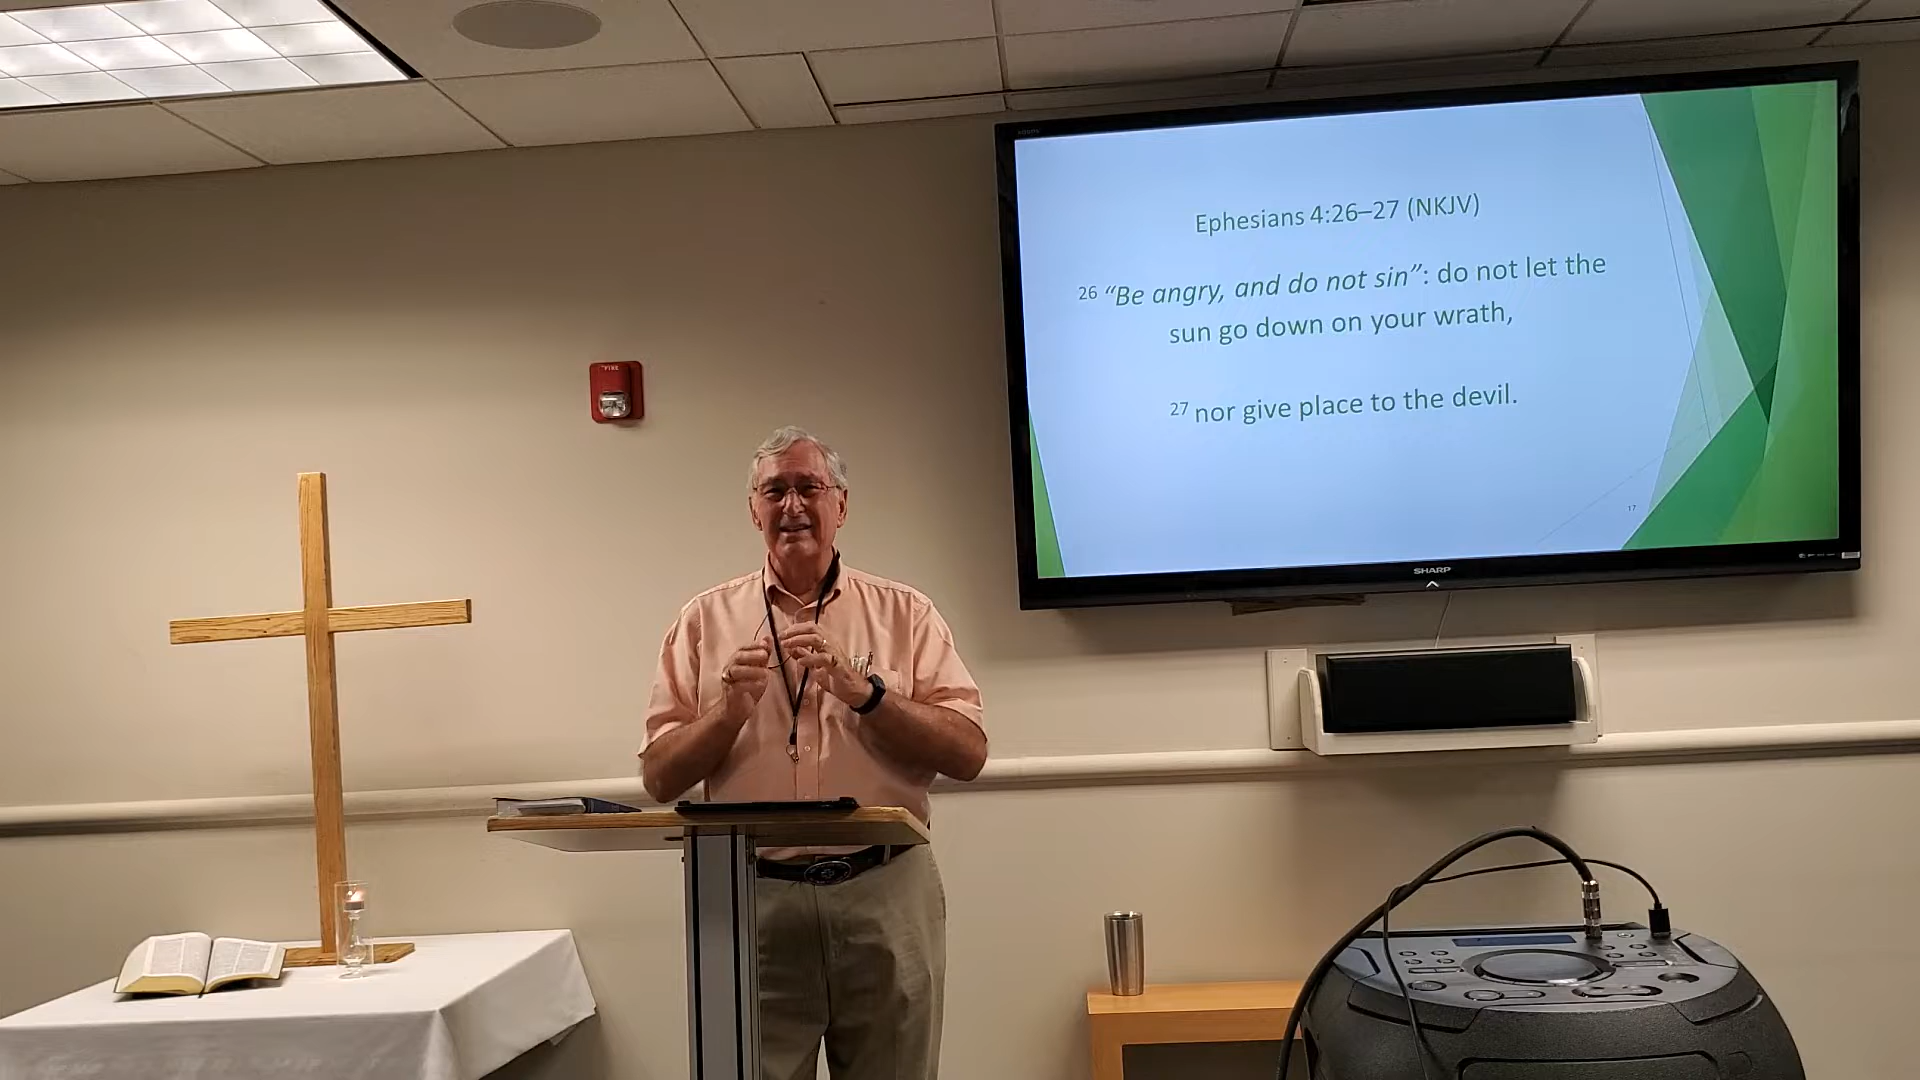 Ephesians 4:26–27 (NKJV)
26 “Be angry, and do not sin”: do not let the
sun go down on your wrath,
27 nor give place to the devil.
17
SHARP
FIRE